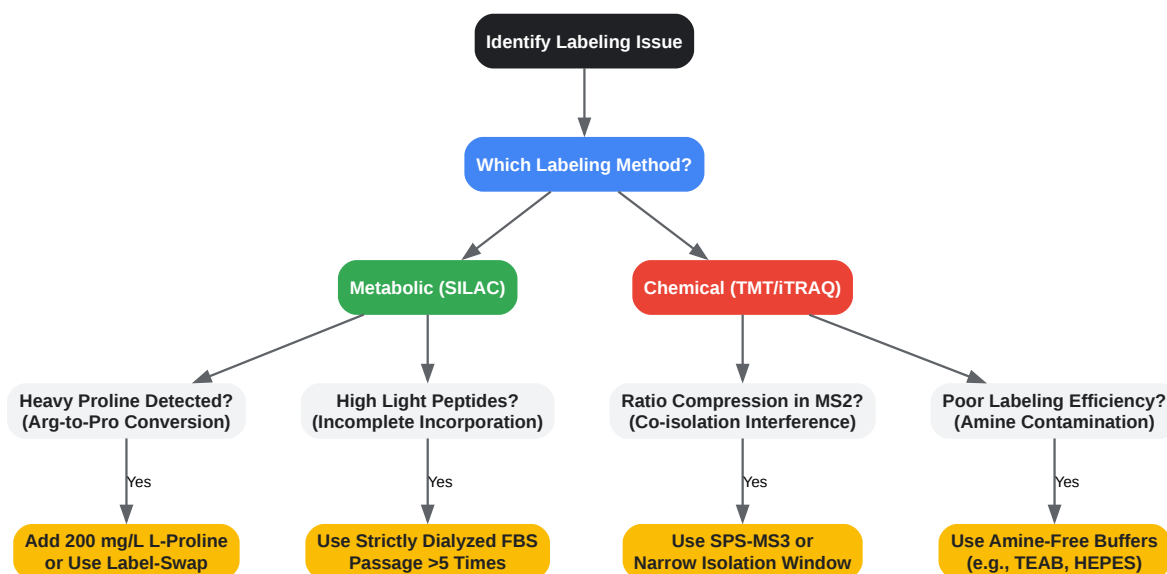 Identify Labeling Issue
Which Labeling Method?
Metabolic (SILAC)
Chemical (TMT/iTRAQ)
Heavy Proline Detected?
(Arg-to-Pro Conversion)
High Light Peptides?
(Incomplete Incorporation)
Ratio Compression in MS2?
(Co-isolation Interference)
Poor Labeling Efficiency?
(Amine Contamination)
Yes
Yes
Yes
Yes
Add 200 mg/L L-Proline
or Use Label-Swap
Use Strictly Dialyzed FBS
Passage >5 Times
Use SPS-MS3 or
Narrow Isolation Window
Use Amine-Free Buffers
(e.g., TEAB, HEPES)